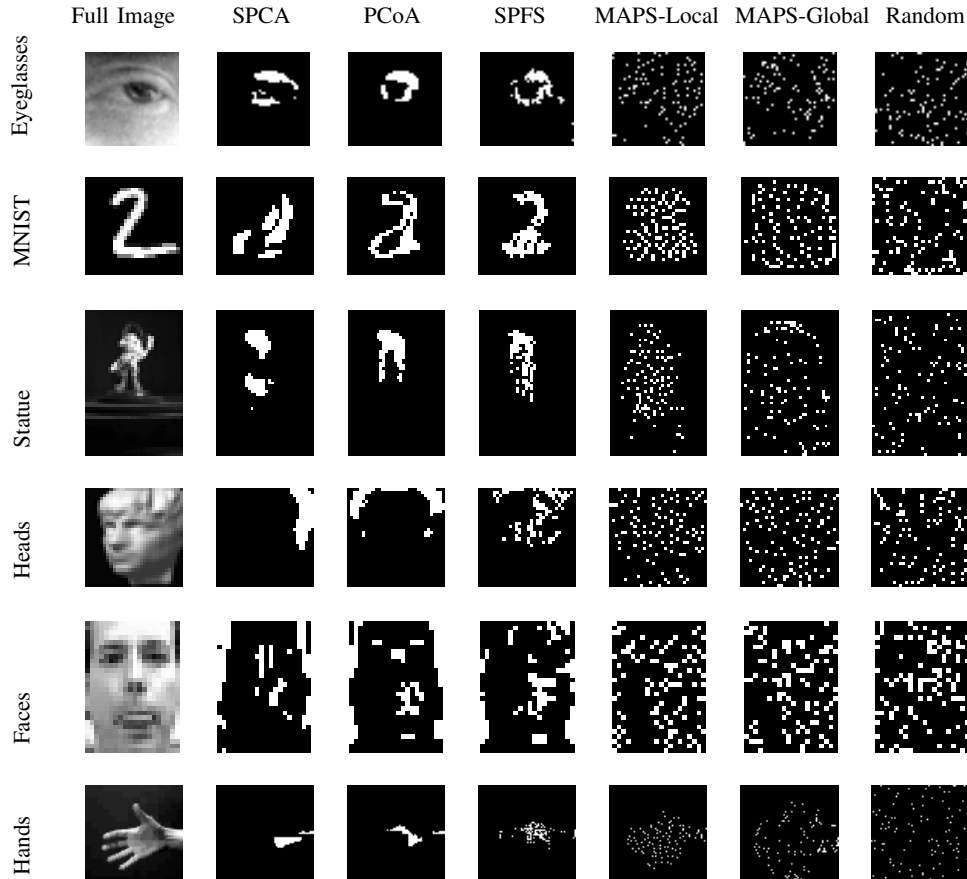 Full Image SPCA PCoA SPFS MAPS-Local MAPS-Global Random
Eyeglasses
MNIST
Statue
Heads
Faces
Hands